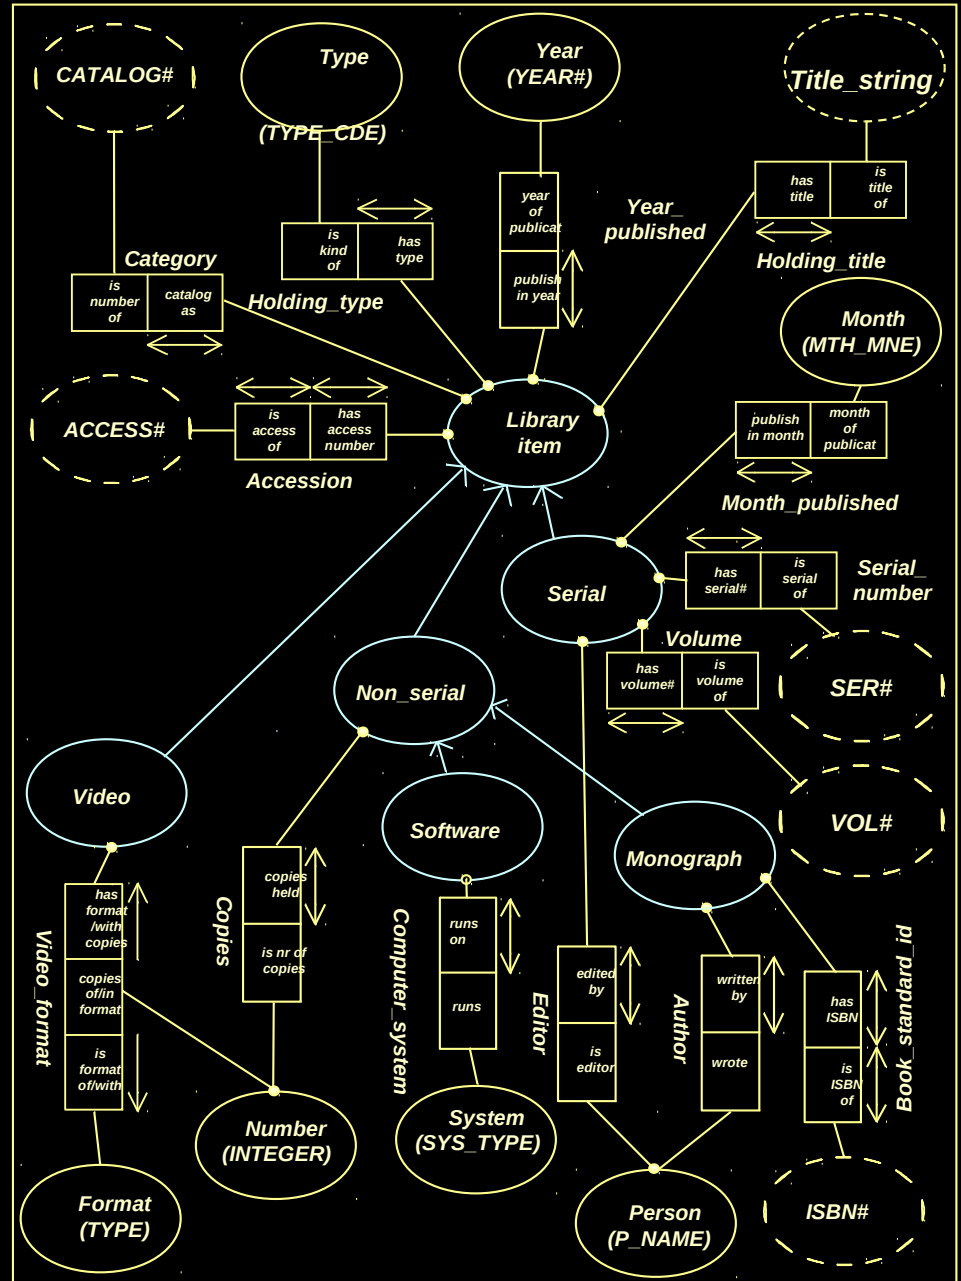 CATALOG#
Type
(TYPE_CDE)
Year
(YEAR#)
Title_string
is
number
of
catalog
as
Category
is
kind
of
has
type
Holding_type
year
of
publicat
publish
in year
Year_
published
has
title
is
title
of
Holding_title
Month
(MTH_MNE)
ACCESS#
is
access
of
has
access
number
Accession
Library
item
publish
in month
month
of
publicat
Month_published
Serial
has
serial#
is
serial
of
Serial_
number
Volume
has
volume#
is
volume
of
SER#
Non_serial
VOL#
Video
Software
Monograph
has
format
/with
copies
copies
of/in
format
is
format
of/with
Video_format
copies
held
is nr of
copies
Copies
runs
on
runs
Computer_system
edited
by
is
editor
Editor
written
by
wrote
Author
has
ISBN
is
ISBN
of
Book_standard_id
Number
(INTEGER)
System
(SYS_TYPE)
Format
(TYPE)
Person
(P_NAME)
ISBN#